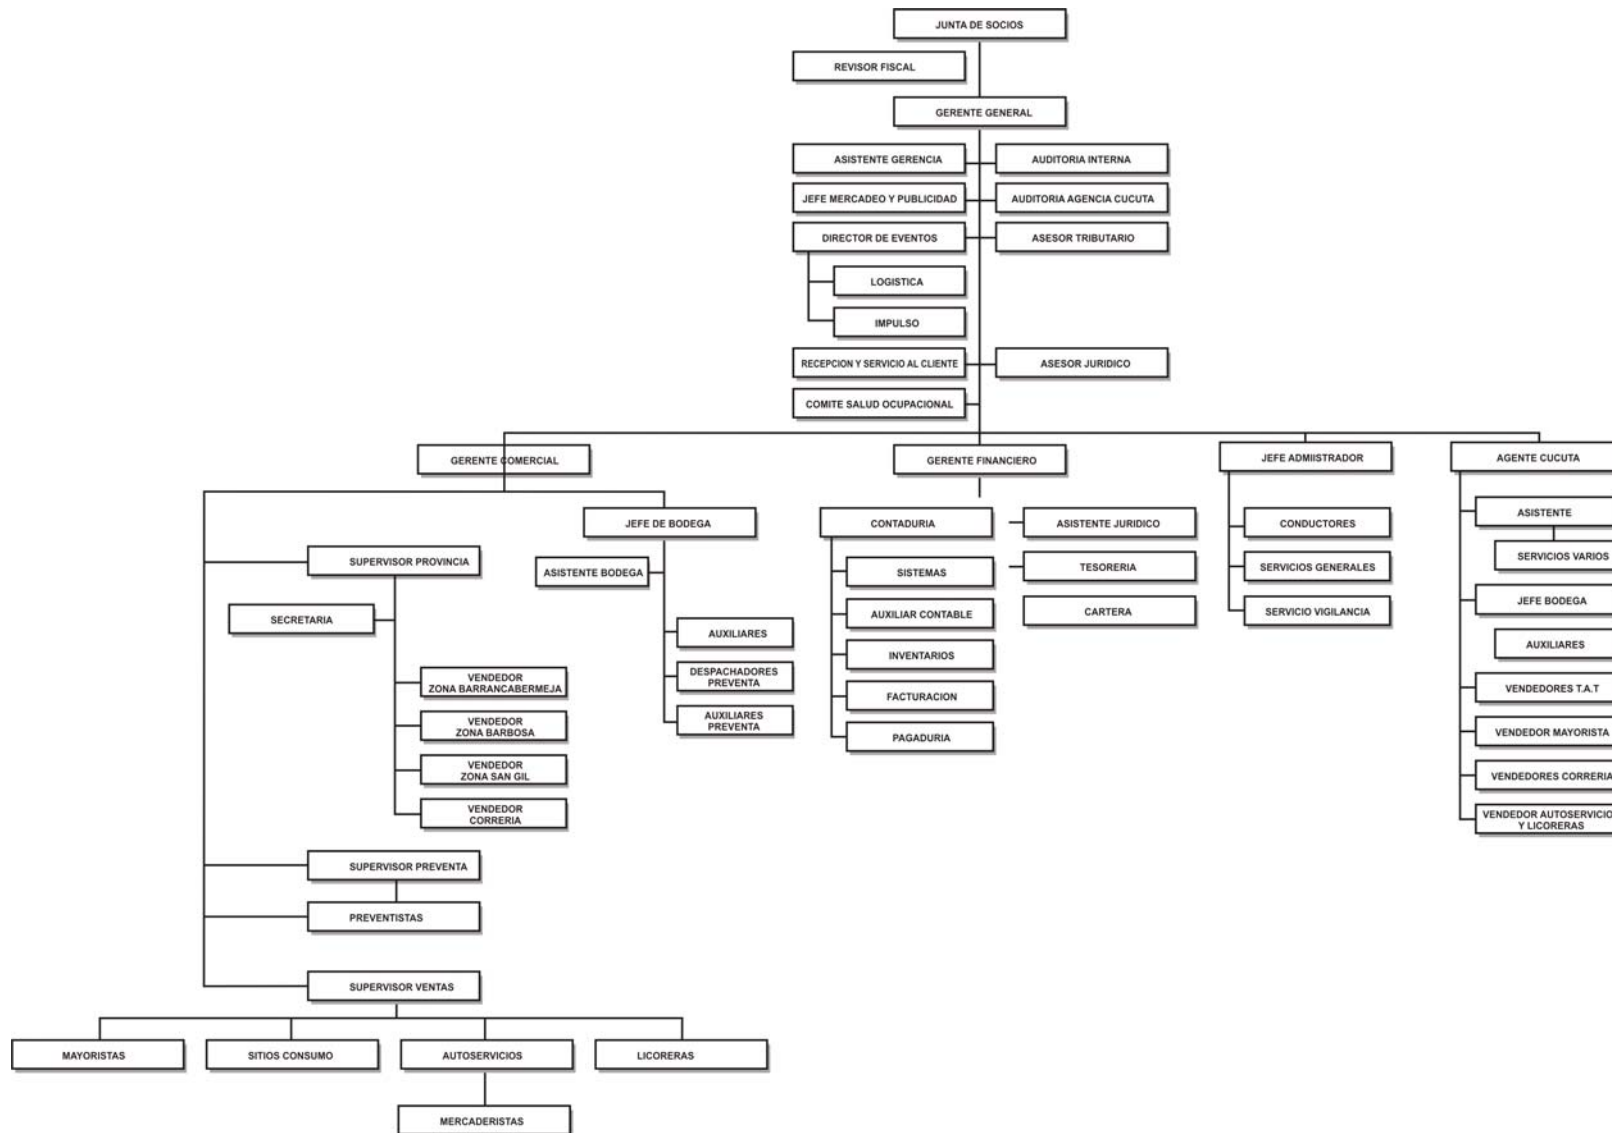 JUNTA DE SOCIOS
REVISOR FISCAL
GERENTE GENERAL
ASISTENTE GERENCIA
AUDITORIA INTERNA
JEFE MERCADEO Y PUBLICIDAD
AUDITORIA AGENCIA CUCUTA
DIRECTOR DE EVENTOS
ASESOR TRIBUTARIO
LOGISTICA
IMPULSO
RECEPCION Y SERVICIO AL CLIENTE
ASESOR JURIDICO
COMITE SALUD OCUPACIONAL
GERENTE COMERCIAL
GERENTE FINANCIERO
JEFE ADMIISTRADOR
AGENTE CUCUTA
JEFE DE BODEGA
ASISTENTE BODEGA
AUXILIARES
DESPACHADORES
PREVENTA
AUXILIARES
PREVENTA
SUPERVISOR PROVINCIA
SECRETARIA
VENDEDOR
ZONA BARRANCABERMEJA
VENDEDOR
ZONA BARBOSA
VENDEDOR
ZONA SAN GIL
VENDEDOR
CORRERIA
SUPERVISOR PREVENTA
PREVENTISTAS
SUPERVISOR VENTAS
MAYORISTAS
SITIOS CONSUMO
AUTOSERVICIOS
LICORERAS
MERCADERISTAS
CONTADURIA
SISTEMAS
AUXILIAR CONTABLE
INVENTARIOS
FACTURACION
PAGADURIA
ASISTENTE JURIDICO
TESORERIA
CARTERA
CONDUCTORES
SERVICIOS GENERALES
SERVICIO VIGILANCIA
ASISTENTE
SERVICIOS VARIOS
JEFE BODEGA
AUXILIARES
VENDEDORES T.A.T
VENDEDOR MAYORISTA
VENDEDORES CORRERIA
VENDEDOR AUTOSERVICIO
Y LICORERAS